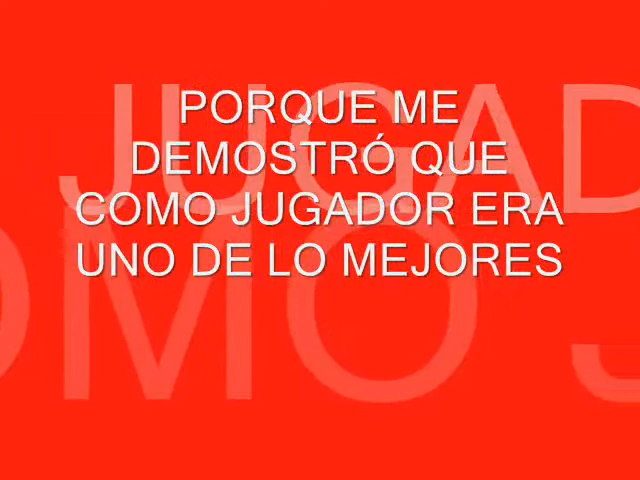 PORQUE ME
DEMOSTRÓ QUE
COMO JUGADOR ERA
UNO DE LO MEJORES